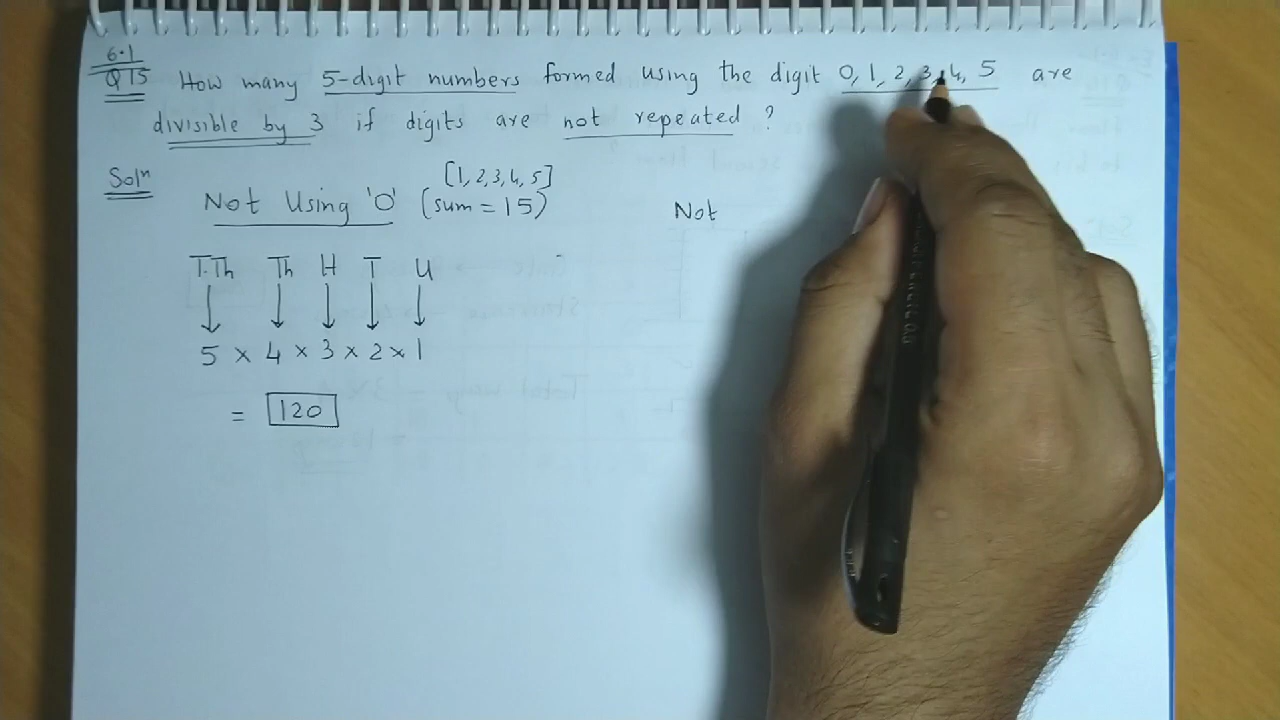 6.1
Q15 How many 5-digit numbers formed using the digit 0, 1, 2, 3, 4, 5 are
divisible by 3 if digits are not repeated ?
Solⁿ
[1, 2, 3, 4, 5]
Not Using '0' (sum = 15)
Not
T.Th Th H T U
5 × 4 × 3 × 2 × 1
= 120